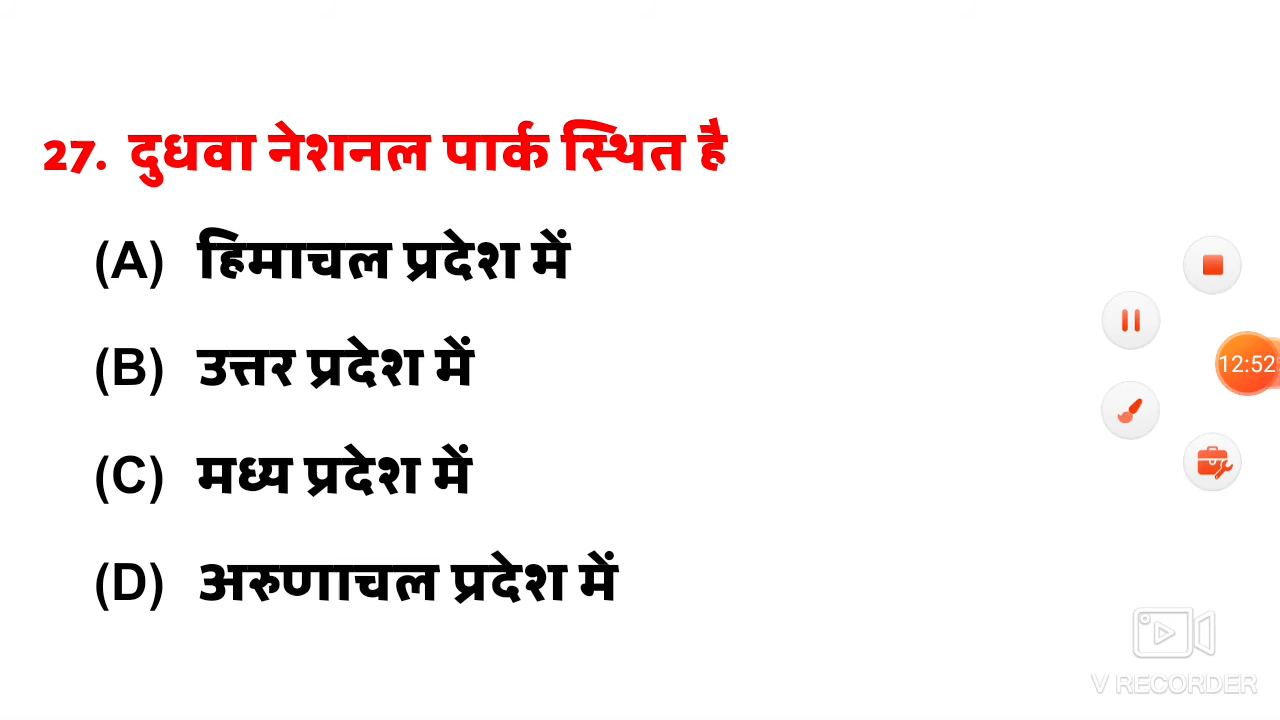 27. दुधवा नेशनल पार्क स्थित है
(A) हिमाचल प्रदेश में
(B) उत्तर प्रदेश में
(C) मध्य प्रदेश में
(D) अरुणाचल प्रदेश में
12:52
V RECORDER